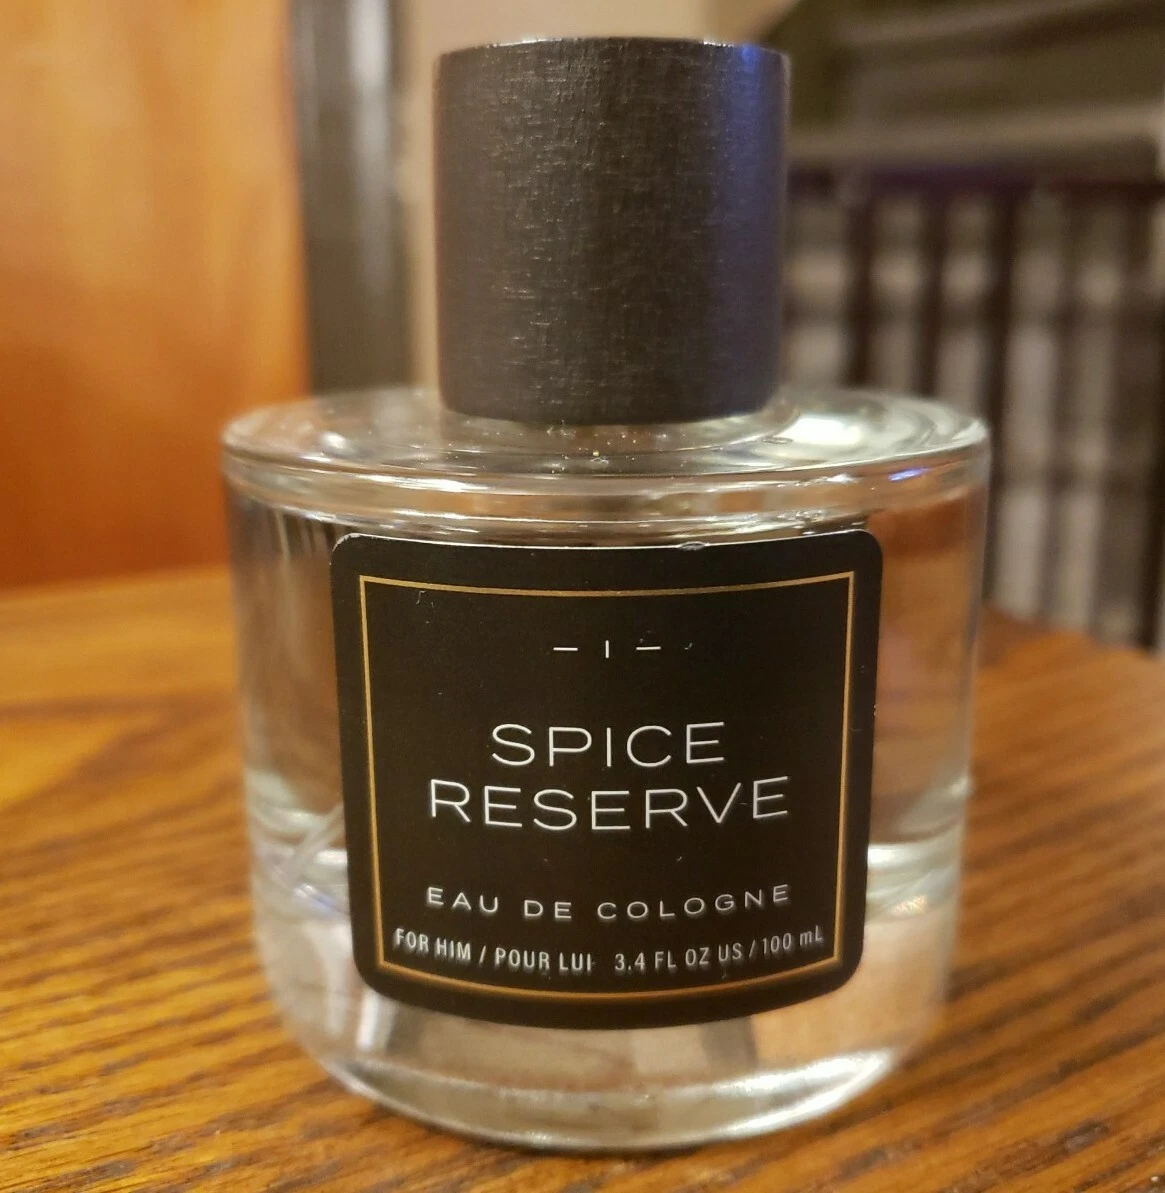 SPICE
RESERVE
EAU DE COLOGNE
FOR HIM / POUR LUI 3.4 FL OZ US / 100 mL